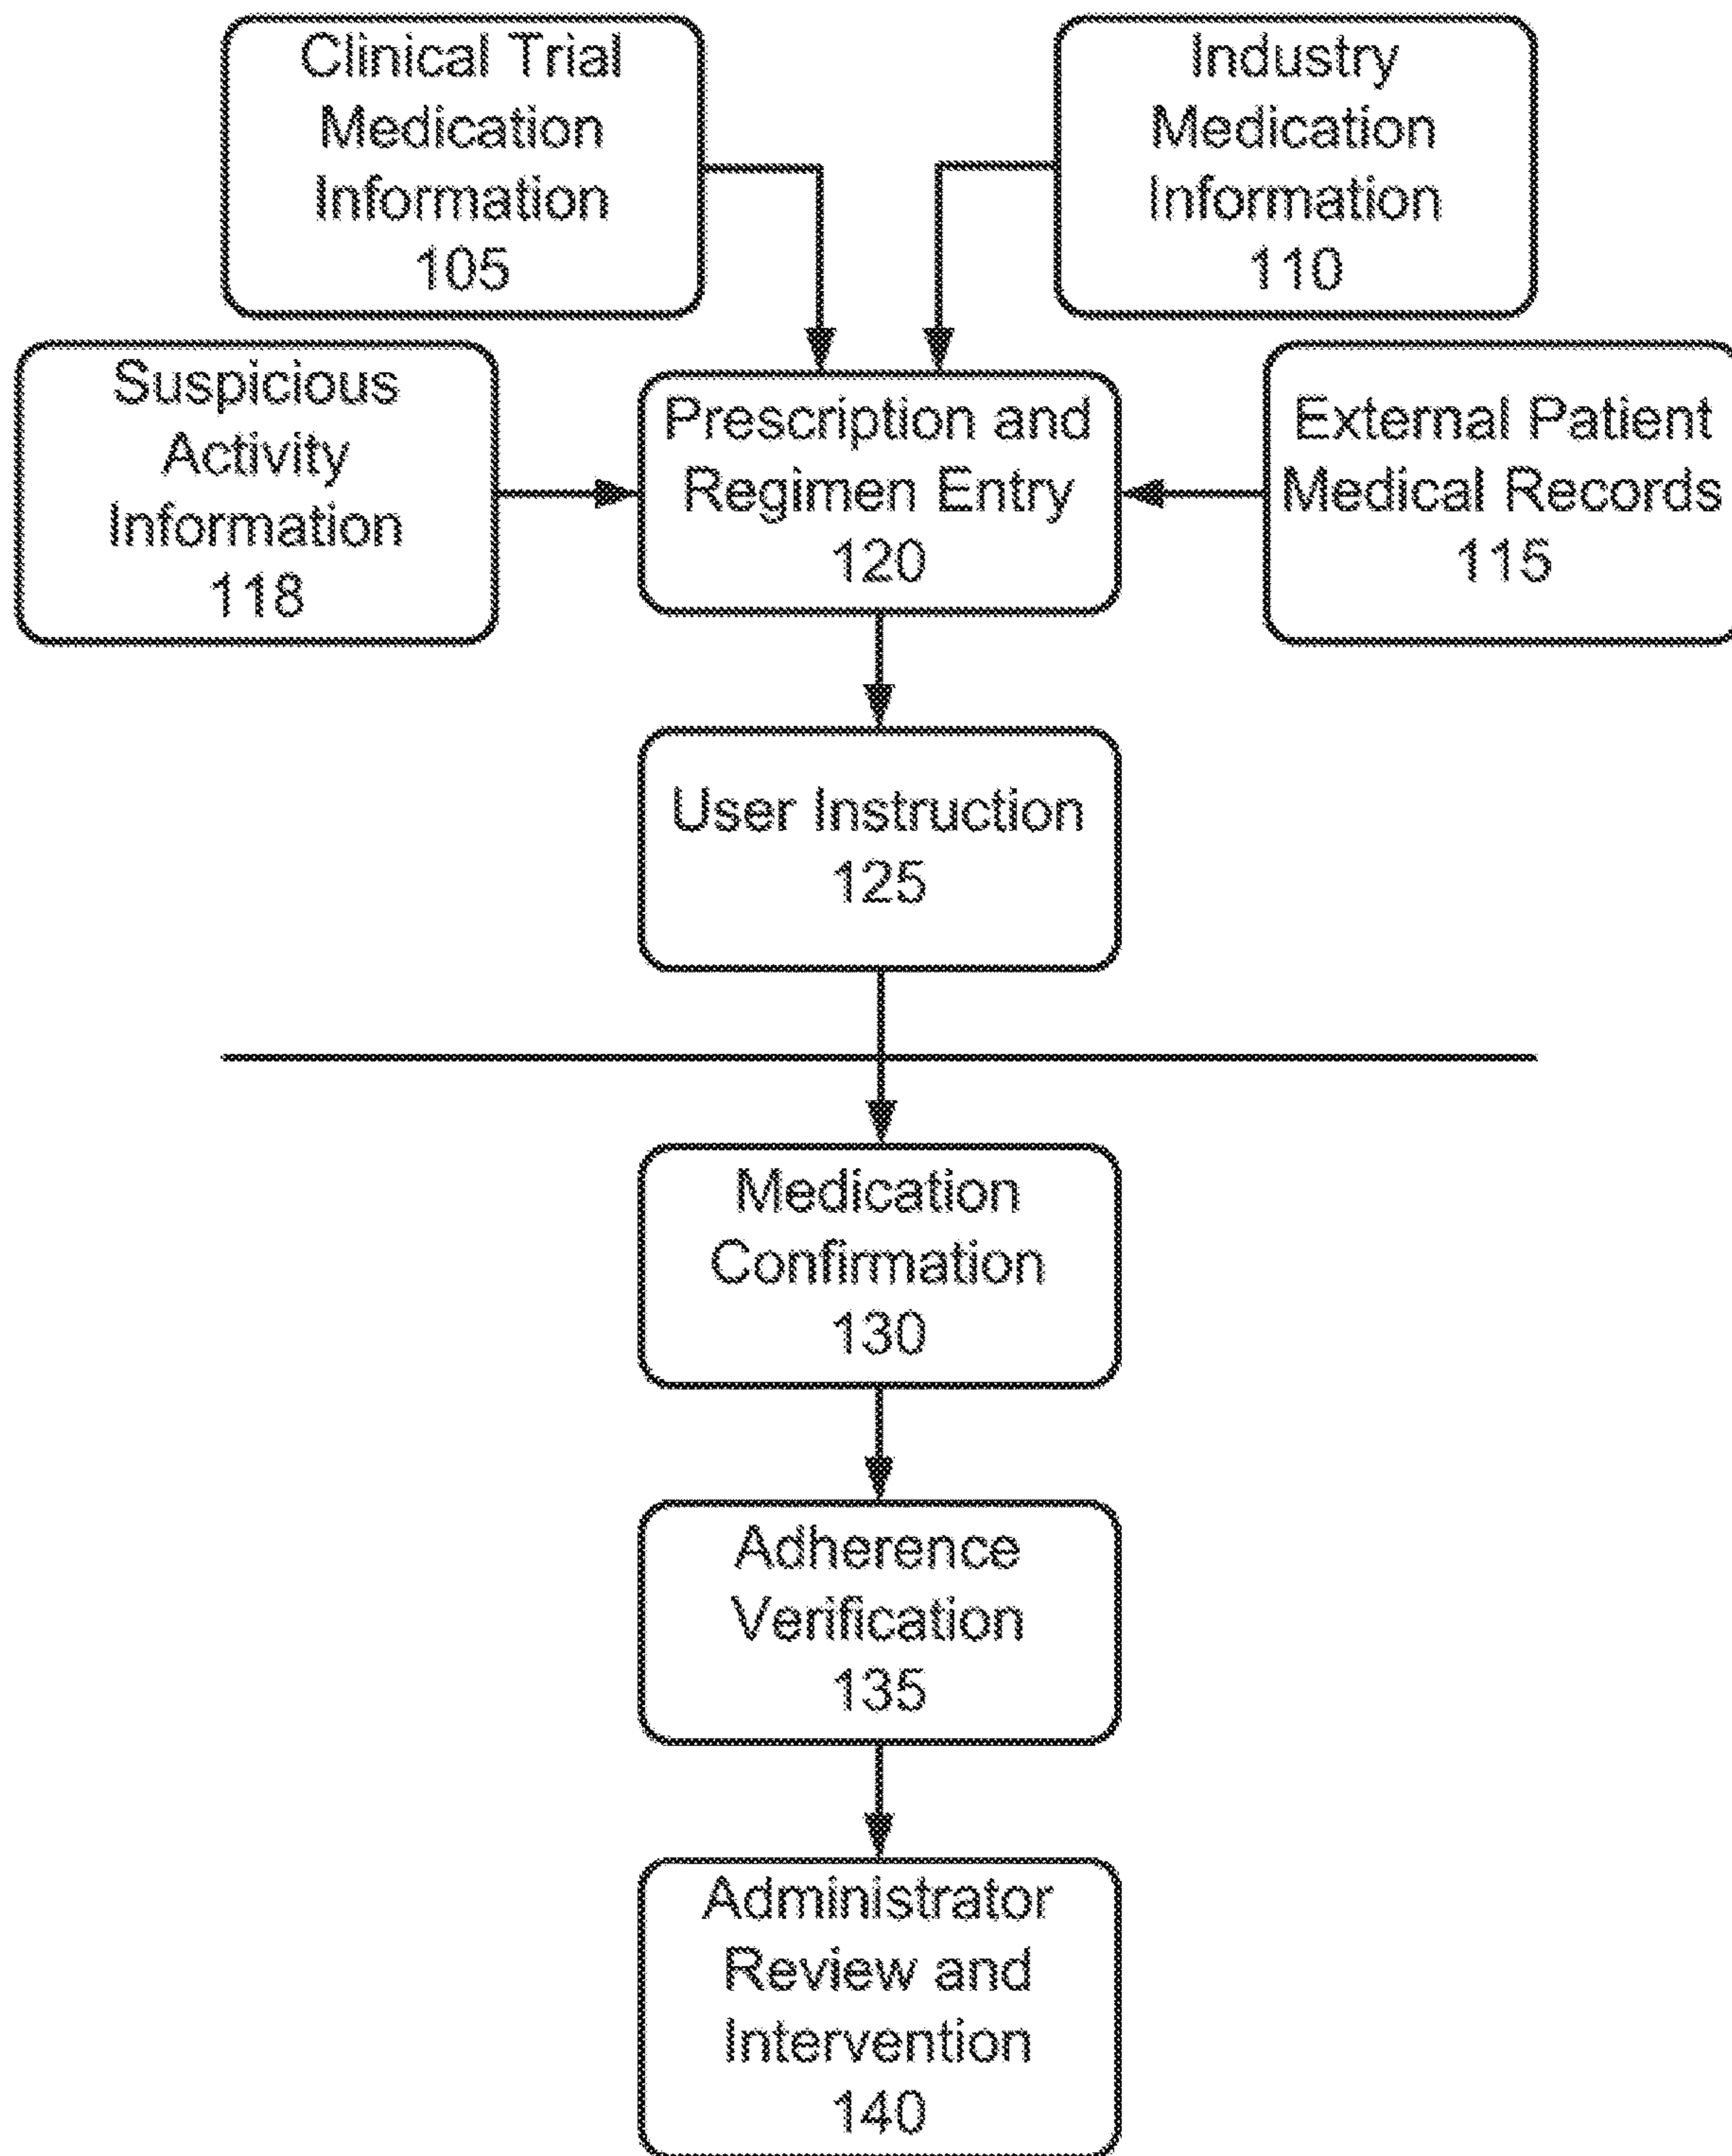 Clinical Trial
Medication
Information
105
Industry
Medication
Information
110
Suspicious
Activity
Information
118
Prescription and
Regimen Entry
120
External Patient
Medical Records
115
User Instruction
125
Medication
Confirmation
130
Adherence
Verification
135
Administrator
Review and
Intervention
140